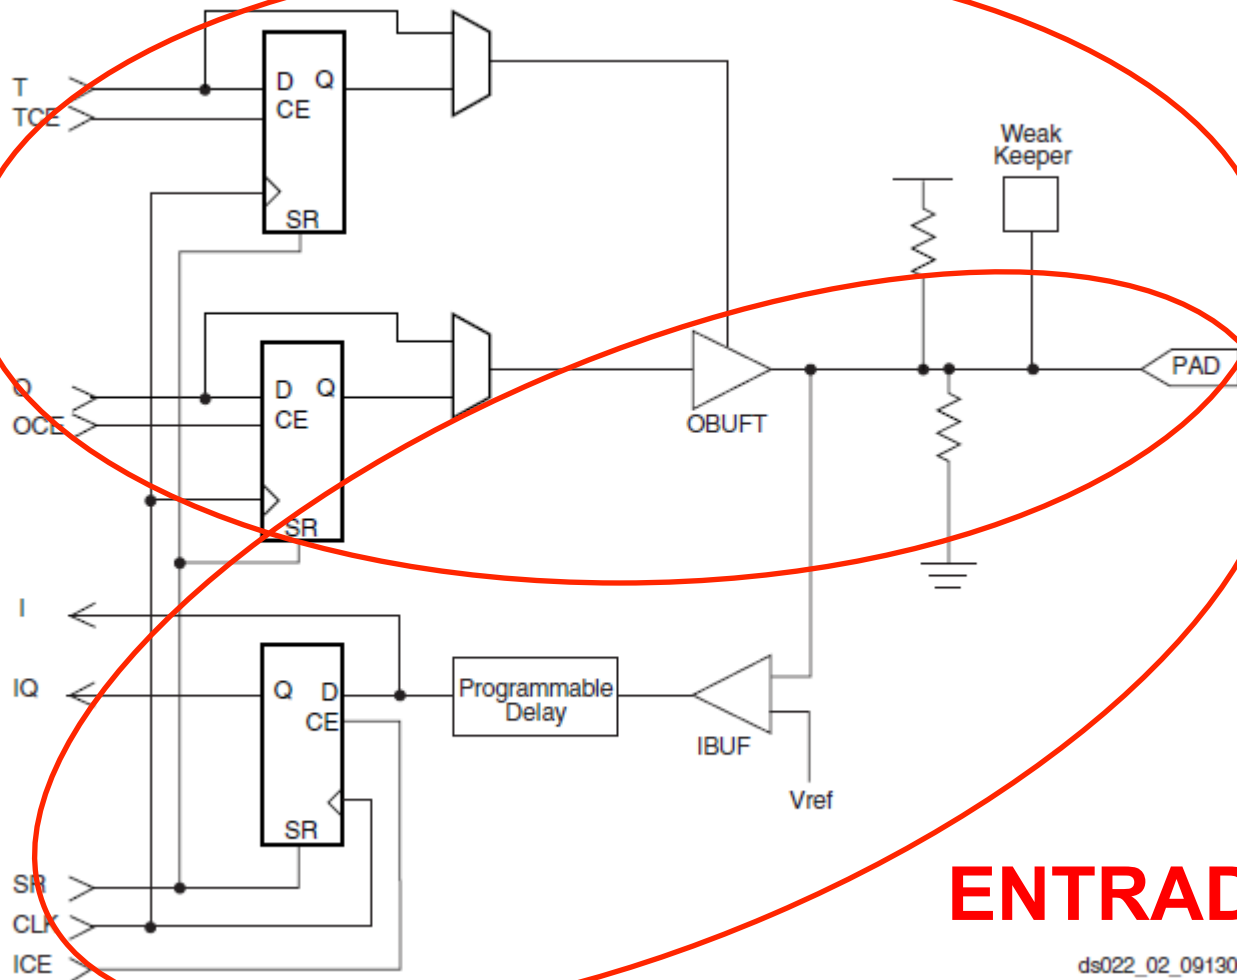 T
TCE
D Q
CE
SR
Weak
Keeper
O
OCE
D Q
CE
SR
OBUFT
PAD
I
IQ
Q D
CE
SR
Programmable
Delay
IBUF
Vref
SR
CLK
ICE
ENTRAD
ds022_02_09130